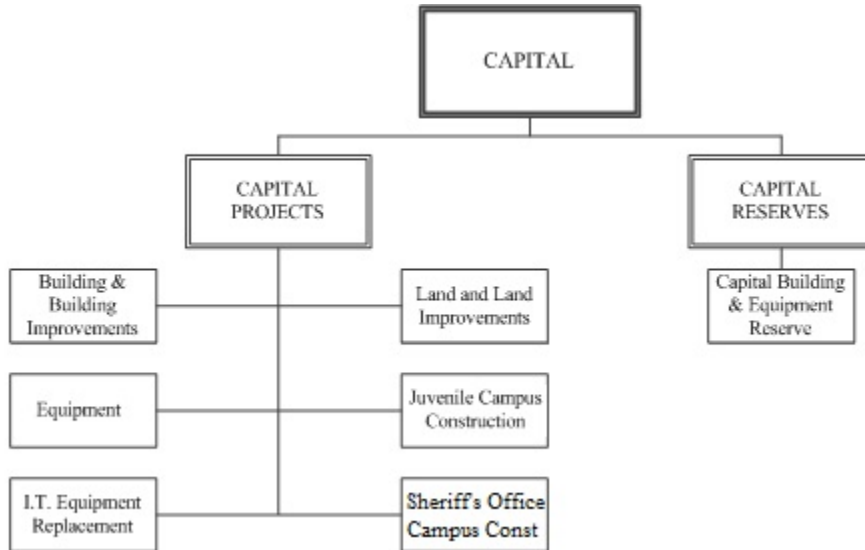 CAPITAL
CAPITAL
PROJECTS
CAPITAL
RESERVES
Building &
Building
Improvements
Land and Land
Improvements
Capital Building
& Equipment
Reserve
Equipment
Juvenile Campus
Construction
I.T. Equipment
Replacement
Sheriff's Office
Campus Const